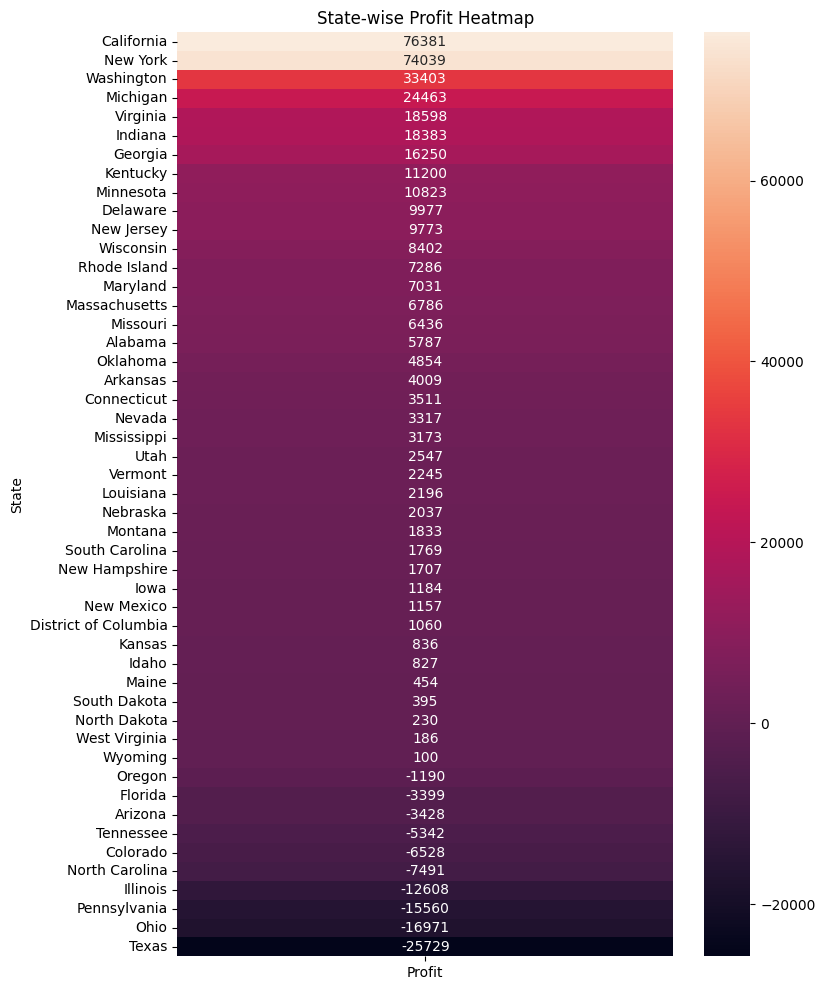 State-wise Profit Heatmap
California 76381
New York 74039
Washington 33403
Michigan 24463
Virginia 18598
Indiana 18383
Georgia 16250
Kentucky 11200
Minnesota 10823
Delaware 9977
New Jersey 9773
Wisconsin 8402
Rhode Island 7286
Maryland 7031
Massachusetts 6786
Missouri 6436
Alabama 5787
Oklahoma 4854
Arkansas 4009
Connecticut 3511
Nevada 3317
Mississippi 3173
Utah 2547
Vermont 2245
Louisiana 2196
Nebraska 2037
Montana 1833
South Carolina 1769
New Hampshire 1707
Iowa 1184
New Mexico 1157
District of Columbia 1060
Kansas 836
Idaho 827
Maine 454
South Dakota 395
North Dakota 230
West Virginia 186
Wyoming 100
Oregon -1190
Florida -3399
Arizona -3428
Tennessee -5342
Colorado -6528
North Carolina -7491
Illinois -12608
Pennsylvania -15560
Ohio -16971
Texas -25729
State
Profit
60000
40000
20000
0
−20000